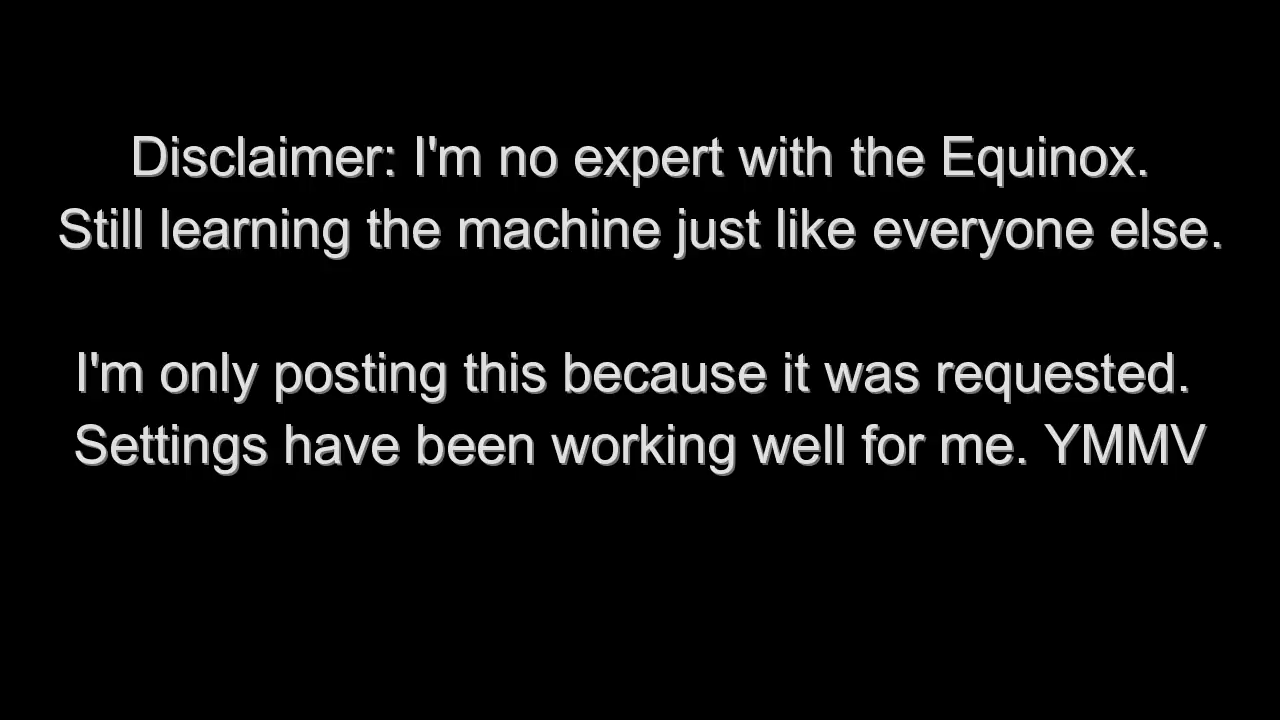 Disclaimer: I'm no expert with the Equinox.
Still learning the machine just like everyone else.
I'm only posting this because it was requested.
Settings have been working well for me. YMMV